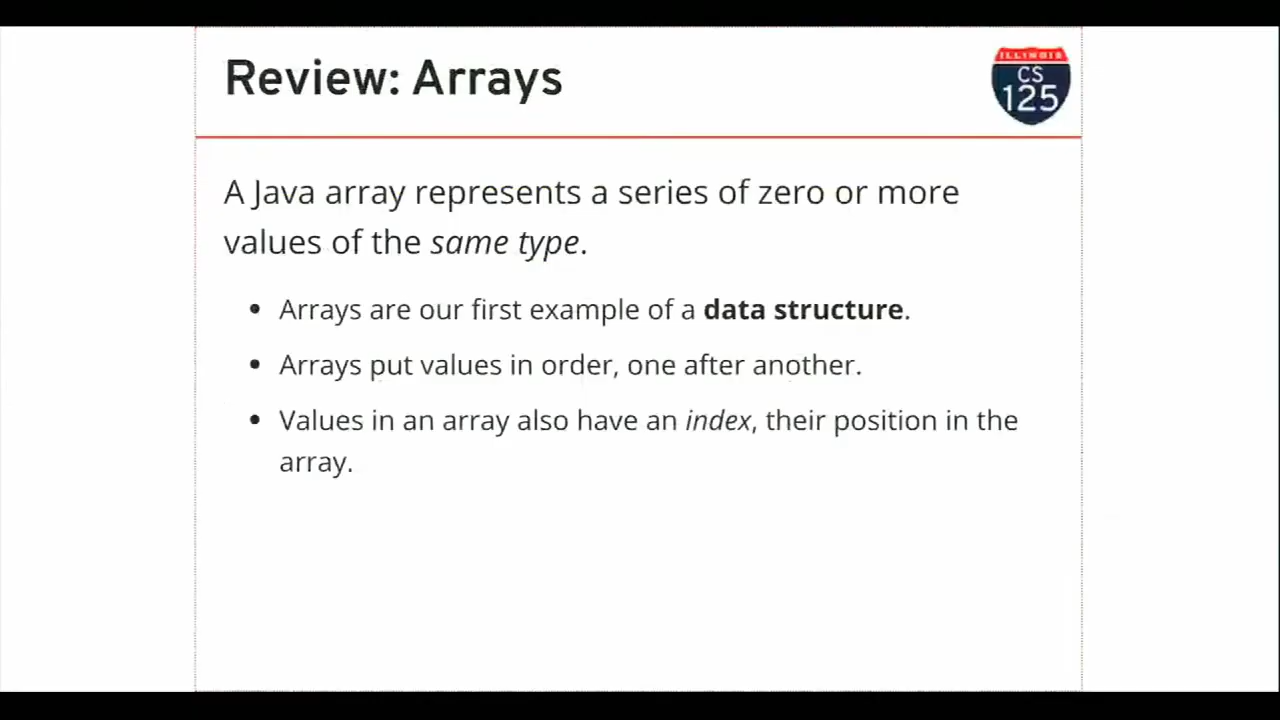 Review: Arrays
ILLINOIS
CS
125
A Java array represents a series of zero or more
values of the same type.
• Arrays are our first example of a data structure.
• Arrays put values in order, one after another.
• Values in an array also have an index, their position in the
array.